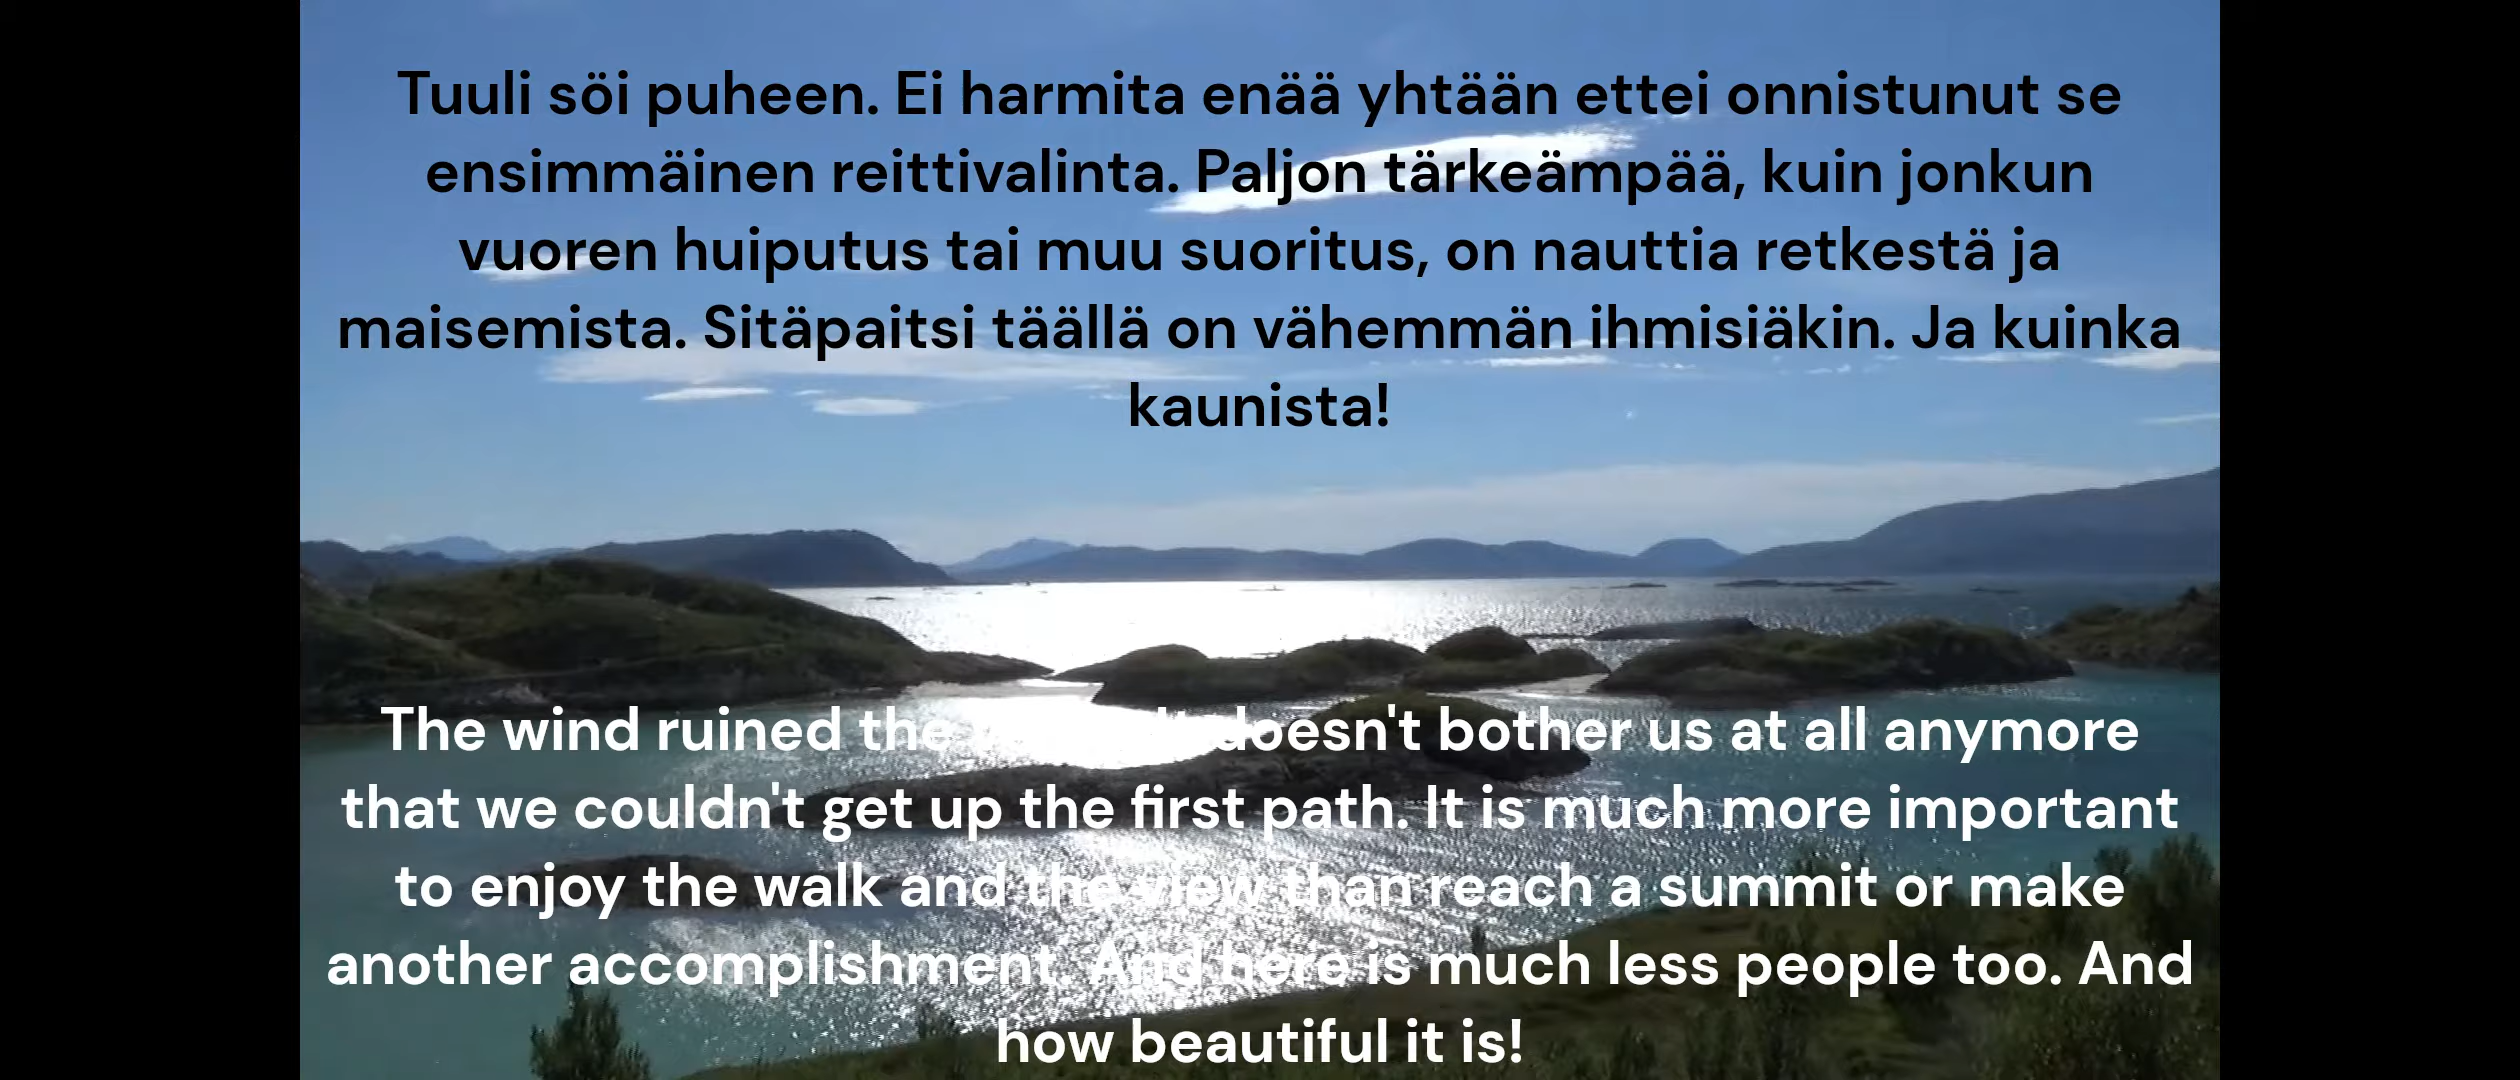 Tuuli söi puheen. Ei harmita enää yhtään ettei onnistunut se
ensimmäinen reittivalinta. Paljon tärkeämpää, kuin jonkun
vuoren huiputus tai muu suoritus, on nauttia retkestä ja
maisemista. Sitäpaitsi täällä on vähemmän ihmisiäkin. Ja kuinka
kaunista!
The wind ruined the doesn't bother us at all anymore
that we couldn't get up the first path. It is much more important
to enjoy the walk and the view than reach a summit or make
another accomplishment. And here is much less people too. And
how beautiful it is!